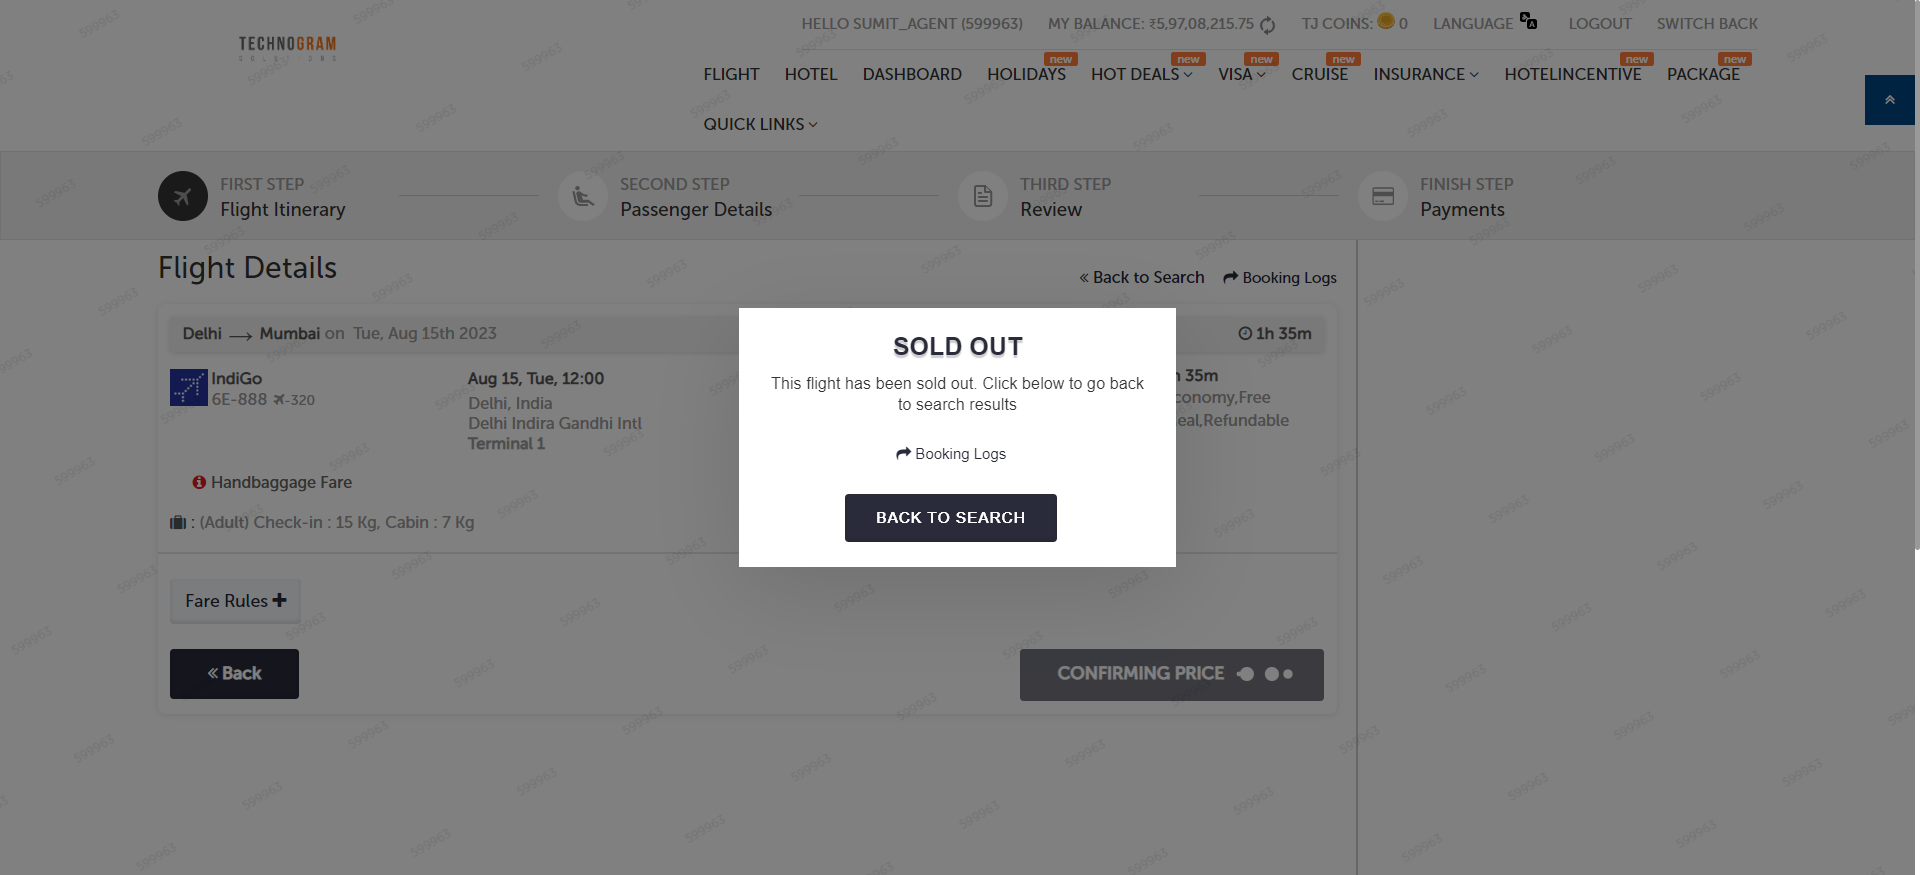 HELLO SUMIT_AGENT (599963) MY BALANCE: ₹5,97,08,215.75 TJ COINS: 0 LANGUAGE LOGOUT SWITCH BACK
TECHNOGRAM
SOLUTIONS
new new new new new new
FLIGHT HOTEL DASHBOARD HOLIDAYS HOT DEALS VISA CRUISE INSURANCE HOTELINCENTIVE PACKAGE
QUICK LINKS
FIRST STEP
Flight Itinerary
SECOND STEP
Passenger Details
THIRD STEP
Review
FINISH STEP
Payments
Flight Details
« Back to Search Booking Logs
Delhi → Mumbai on Tue, Aug 15th 2023
1h 35m
IndiGo
6E-888 -320
Aug 15, Tue, 12:00
Delhi, India
Delhi Indira Gandhi Intl
Terminal 1
h 35m
conomy,Free
eal,Refundable
Handbaggage Fare
: (Adult) Check-in : 15 Kg, Cabin : 7 Kg
SOLD OUT
This flight has been sold out. Click below to go back
to search results
Booking Logs
BACK TO SEARCH
Fare Rules +
« Back
CONFIRMING PRICE
599963